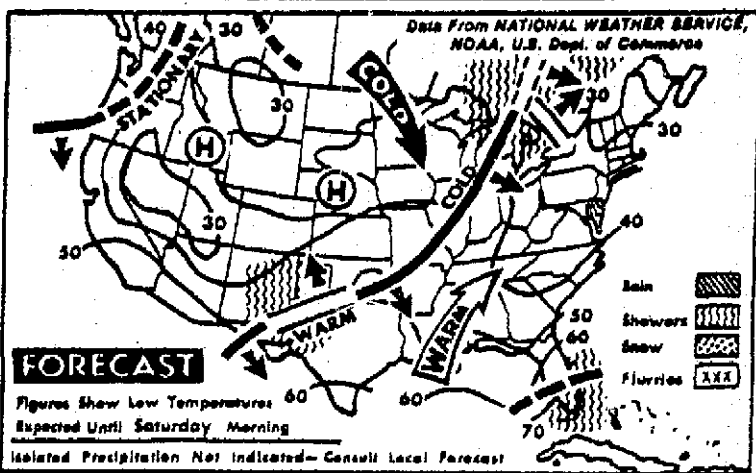 Data From NATIONAL WEATHER SERVICE,
NOAA, U.S. Dept. of Commerce
40
30
STATIONARY
COLD
30
30
30
H
H
COLD
30
50
40
Rain
Showers
Snow
Flurries
XXX
WARM
WARM
50
60
60
60
70
FORECAST
Figures Show Low Temperatures
Expected Until Saturday Morning
Isolated Precipitation Not Indicated— Consult Local Forecast